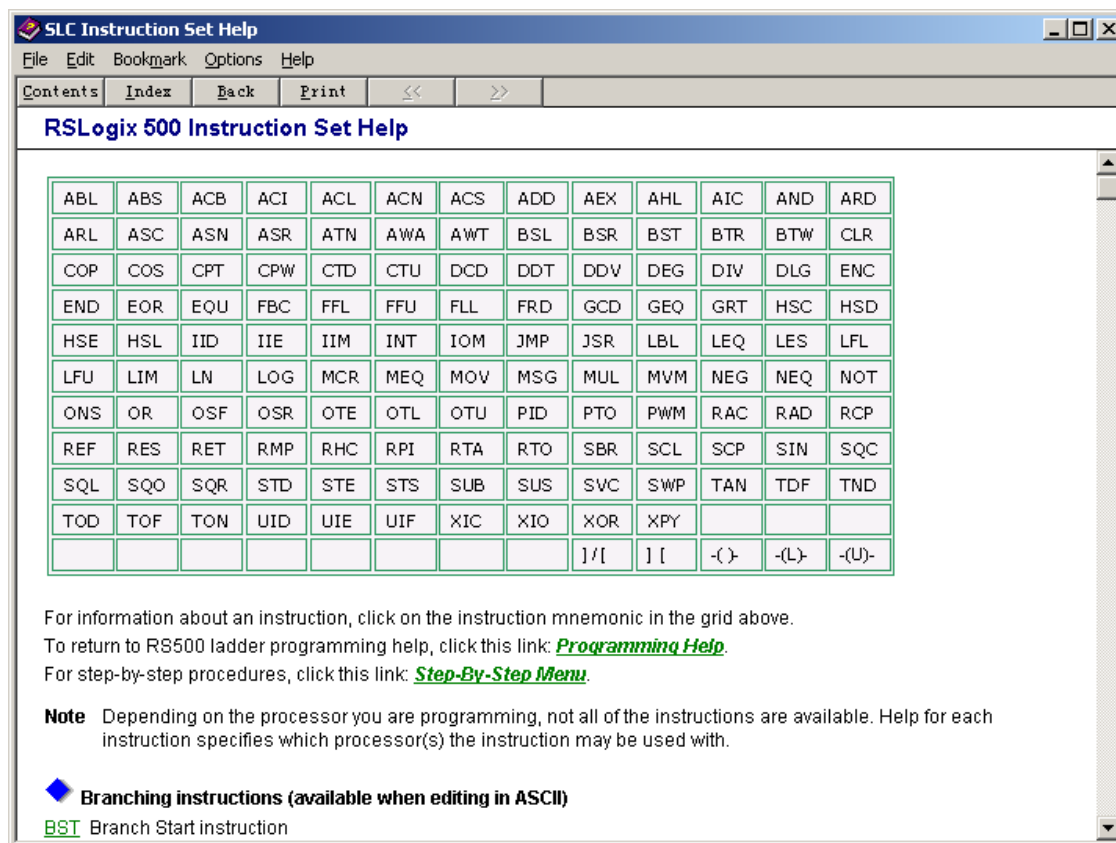 SLC Instruction Set Help
File Edit Bookmark Options Help
Contents Index Back Print << >>
RSLogix 500 Instruction Set Help
ABL ABS ACB ACI ACL ACN ACS ADD AEX AHL AIC AND ARD
ARL ASC ASN ASR ATN AWA AWT BSL BSR BST BTR BTW CLR
COP COS CPT CPW CTD CTU DCD DDT DDV DEG DIV DLG ENC
END EOR EQU FBC FFL FFU FLL FRD GCD GEQ GRT HSC HSD
HSE HSL IID IIE IIM INT IOM JMP JSR LBL LEQ LES LFL
LFU LIM LN LOG MCR MEQ MOV MSG MUL MVM NEG NEQ NOT
ONS OR OSF OSR OTE OTL OTU PID PTO PWM RAC RAD RCP
REF RES RET RMP RHC RPI RTA RTO SBR SCL SCP SIN SQC
SQL SQO SQR STD STE STS SUB SUS SVC SWP TAN TDF TND
TOD TOF TON UID UIE UIF XIC XIO XOR XPY
]/[ ] [ -( )- -(L)- -(U)-
For information about an instruction, click on the instruction mnemonic in the grid above.
To return to RS500 ladder programming help, click this link: Programming Help.
For step-by-step procedures, click this link: Step-By-Step Menu.
Note Depending on the processor you are programming, not all of the instructions are available. Help for each
instruction specifies which processor(s) the instruction may be used with.
Branching instructions (available when editing in ASCII)
BST Branch Start instruction